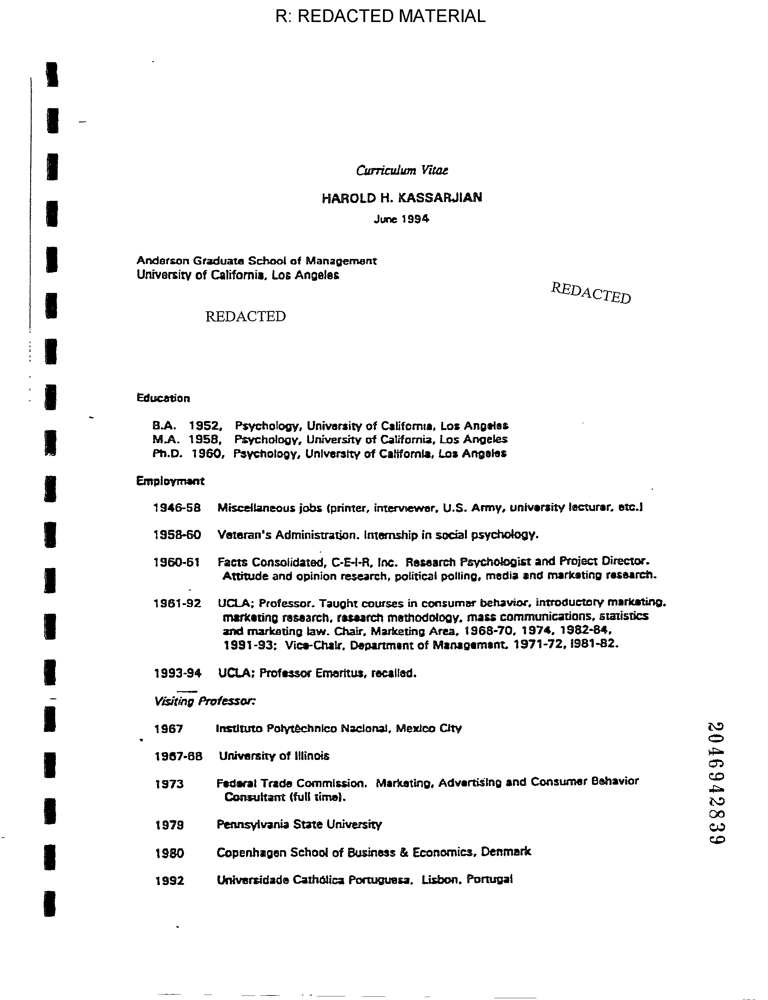 R: REDACTED MATERIAL
Curriculum Vitae
HAROLD H. KASSARJIAN
June 1994
Anderson Graduate School of Management
University of California, Los Angeles
REDACTED
REDACTED
Education
B.A. 1952, Psychology, University of California, Los Angeles
M.A. 1958, Psychology, University of California, Los Angeles
Ph.D. 1960, Psychology, University of California, Los Angeles
Employment
1946-58 Miscellaneous jobs (printer, interviewer, U.S. Army, university lecturer, etc.)
1958-60 Veteran's Administration. Internship in social psychology.
1960-61 Facts Consolidated, C-E-I-R, Inc. Research Psychologist and Project Director.
Attitude and opinion research, political polling, media and marketing research.
1961-92 UCLA; Professor. Taught courses in consumer behavior, introductory marketing,
marketing research, research methodology, mass communications, statistics
and marketing law. Chair, Marketing Area, 1968-70, 1974, 1982-84,
1991-93; Vice-Chair, Department of Management, 1971-72, 1981-82.
1993-94 UCLA; Professor Emeritus, recalled.
Visiting Professor:
1967 Instituto Polytèchnico Nacional, Mexico City
1967-68 University of Illinois
1973 Federal Trade Commission. Marketing, Advertising and Consumer Behavior
Consultant (full time).
1979 Pennsylvania State University
1980 Copenhagen School of Business & Economics, Denmark
1992 Universidade Cathólica Portuguesa, Lisbon, Portugal
2046942839